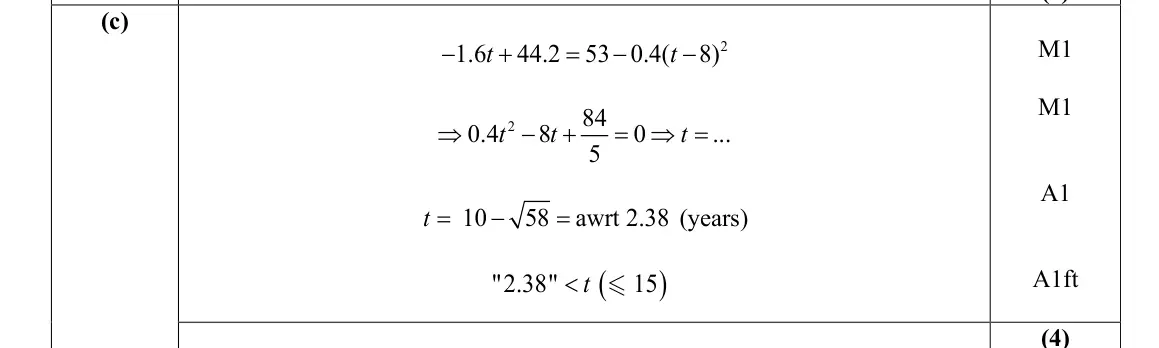 (c)
−1.6t + 44.2 = 53 − 0.4(t − 8)² M1
⇒ 0.4t² − 8t + 84/5 = 0 ⇒ t = ... M1
t = 10 − √58 = awrt 2.38 (years) A1
"2.38" < t (⩽ 15) A1ft
(4)